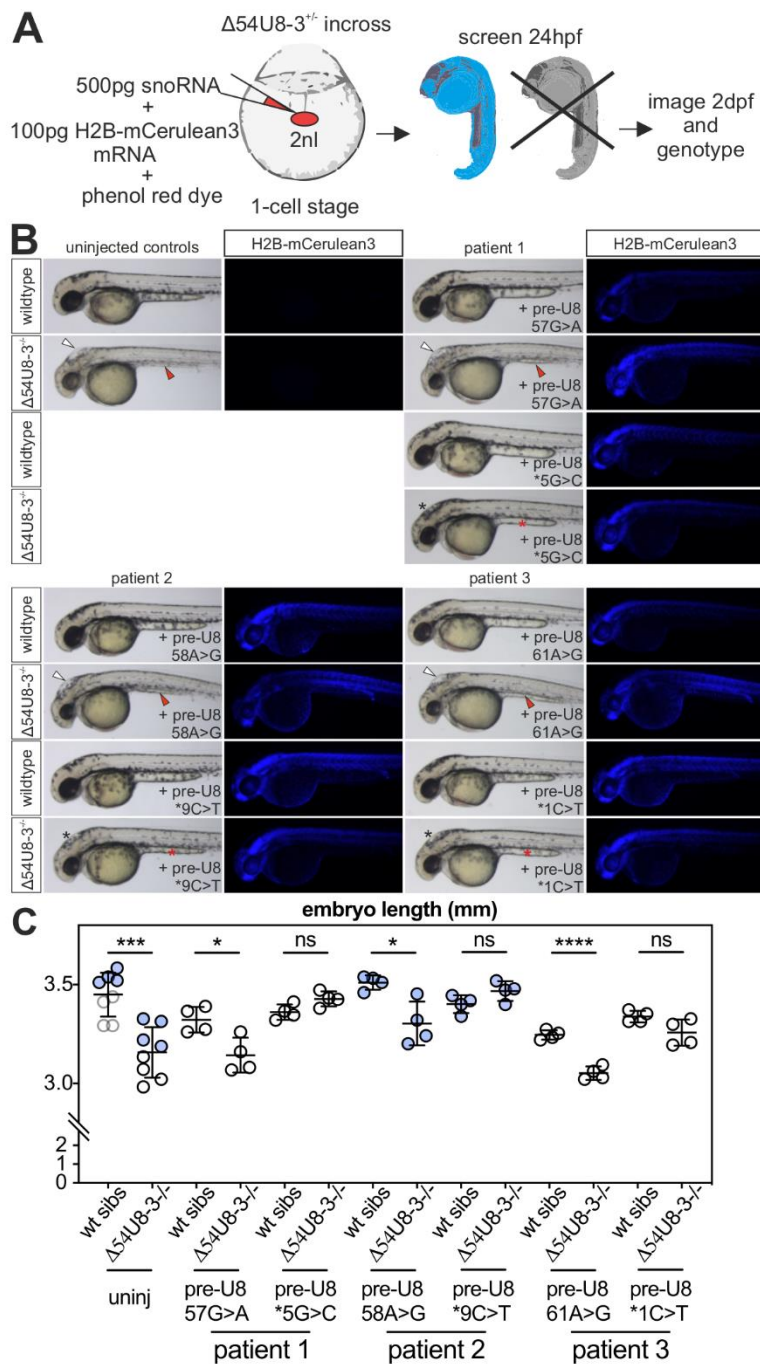 A
Δ54U8-3+/- incross
500pg snoRNA
+
100pg H2B-mCerulean3
mRNA
+
phenol red dye
2nl
1-cell stage
screen 24hpf
image 2dpf
and
genotype
B
uninjected controls
H2B-mCerulean3
patient 1
H2B-mCerulean3
wildtype
+ pre-U8
57G>A
Δ54U8-3-/-
+ pre-U8
57G>A
wildtype
+ pre-U8
*5G>C
Δ54U8-3-/-
*
*
+ pre-U8
*5G>C
patient 2
patient 3
wildtype
+ pre-U8
58A>G
+ pre-U8
61A>G
Δ54U8-3-/-
+ pre-U8
58A>G
+ pre-U8
61A>G
wildtype
+ pre-U8
*9C>T
+ pre-U8
*1C>T
Δ54U8-3-/-
*
*
+ pre-U8
*9C>T
*
*
+ pre-U8
*1C>T
C
embryo length (mm)
*** * ns * ns **** ns
3.5
3.0
2
0
wt sibs Δ54U8-3-/- wt sibs Δ54U8-3-/- wt sibs Δ54U8-3-/- wt sibs Δ54U8-3-/- wt sibs Δ54U8-3-/- wt sibs Δ54U8-3-/- wt sibs Δ54U8-3-/-
uninj pre-U8 pre-U8 pre-U8 pre-U8 pre-U8 pre-U8
57G>A *5G>C 58A>G *9C>T 61A>G *1C>T
patient 1 patient 2 patient 3